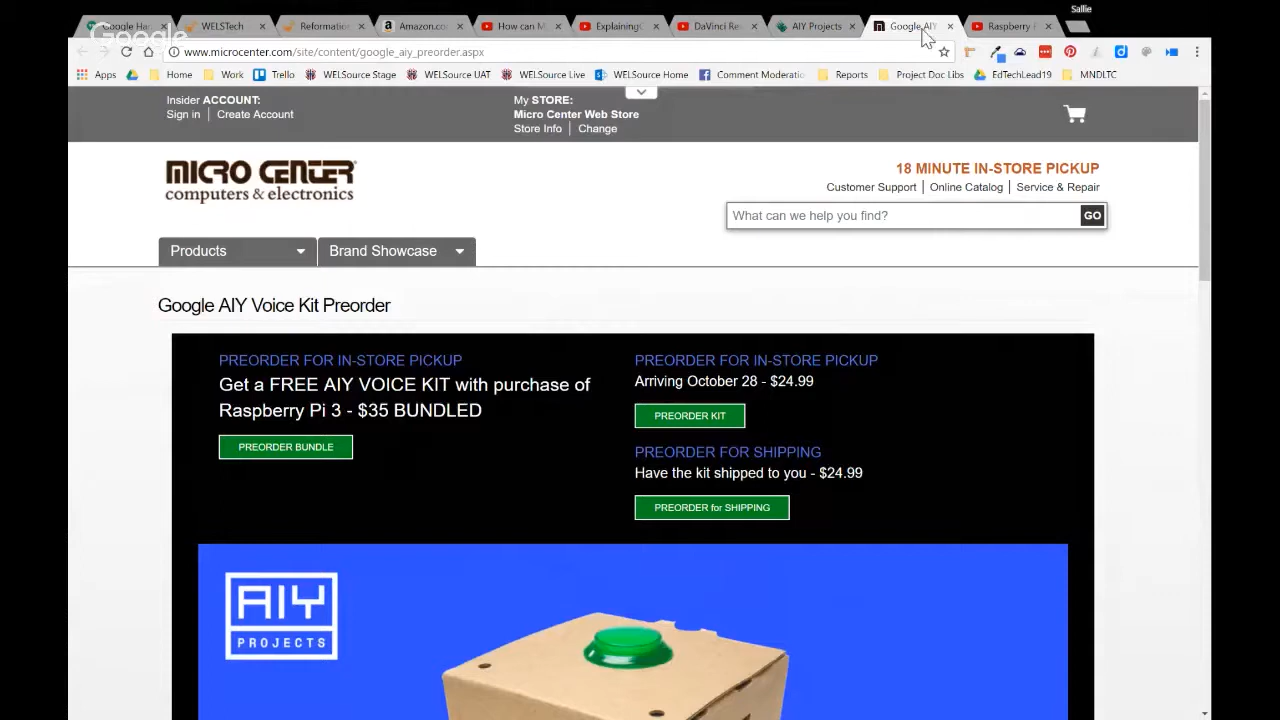 Sallie
Google Ha
WELSTech
Reformation
Amazon.co
How can M
Explaining
DaVinci Re
AIY Projects
Google AIY
Raspberry
Google
www.microcenter.com/site/content/google_aiy_preorder.aspx
Apps
Home
Work
Trello
WELSource Stage
WELSource UAT
WELSource Live
WELSource Home
Comment Moderatio
Reports
Project Doc Libs
EdTechLead19
MNDLTC
Insider ACCOUNT:
Sign in | Create Account
My STORE:
Micro Center Web Store
Store Info | Change
MICRO CENTER
computers & electronics
18 MINUTE IN-STORE PICKUP
Customer Support | Online Catalog | Service & Repair
What can we help you find?
GO
Products
Brand Showcase
Google AIY Voice Kit Preorder
PREORDER FOR IN-STORE PICKUP
Get a FREE AIY VOICE KIT with purchase of
Raspberry Pi 3 - $35 BUNDLED
PREORDER BUNDLE
PREORDER FOR IN-STORE PICKUP
Arriving October 28 - $24.99
PREORDER KIT
PREORDER FOR SHIPPING
Have the kit shipped to you - $24.99
PREORDER for SHIPPING
AIY
PROJECTS